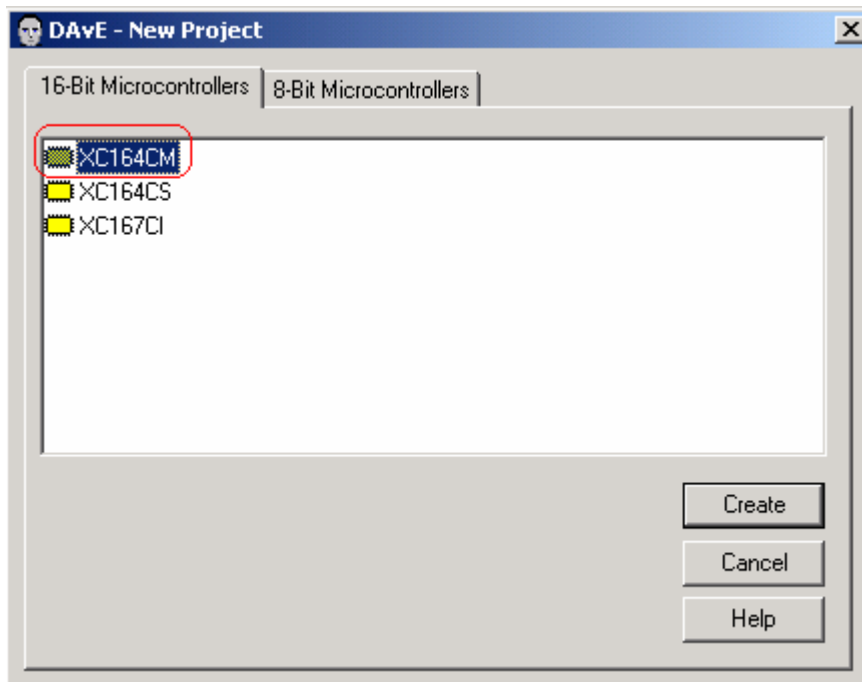 DAvE - New Project
16-Bit Microcontrollers 8-Bit Microcontrollers
XC164CM
XC164CS
XC167CI
Create
Cancel
Help